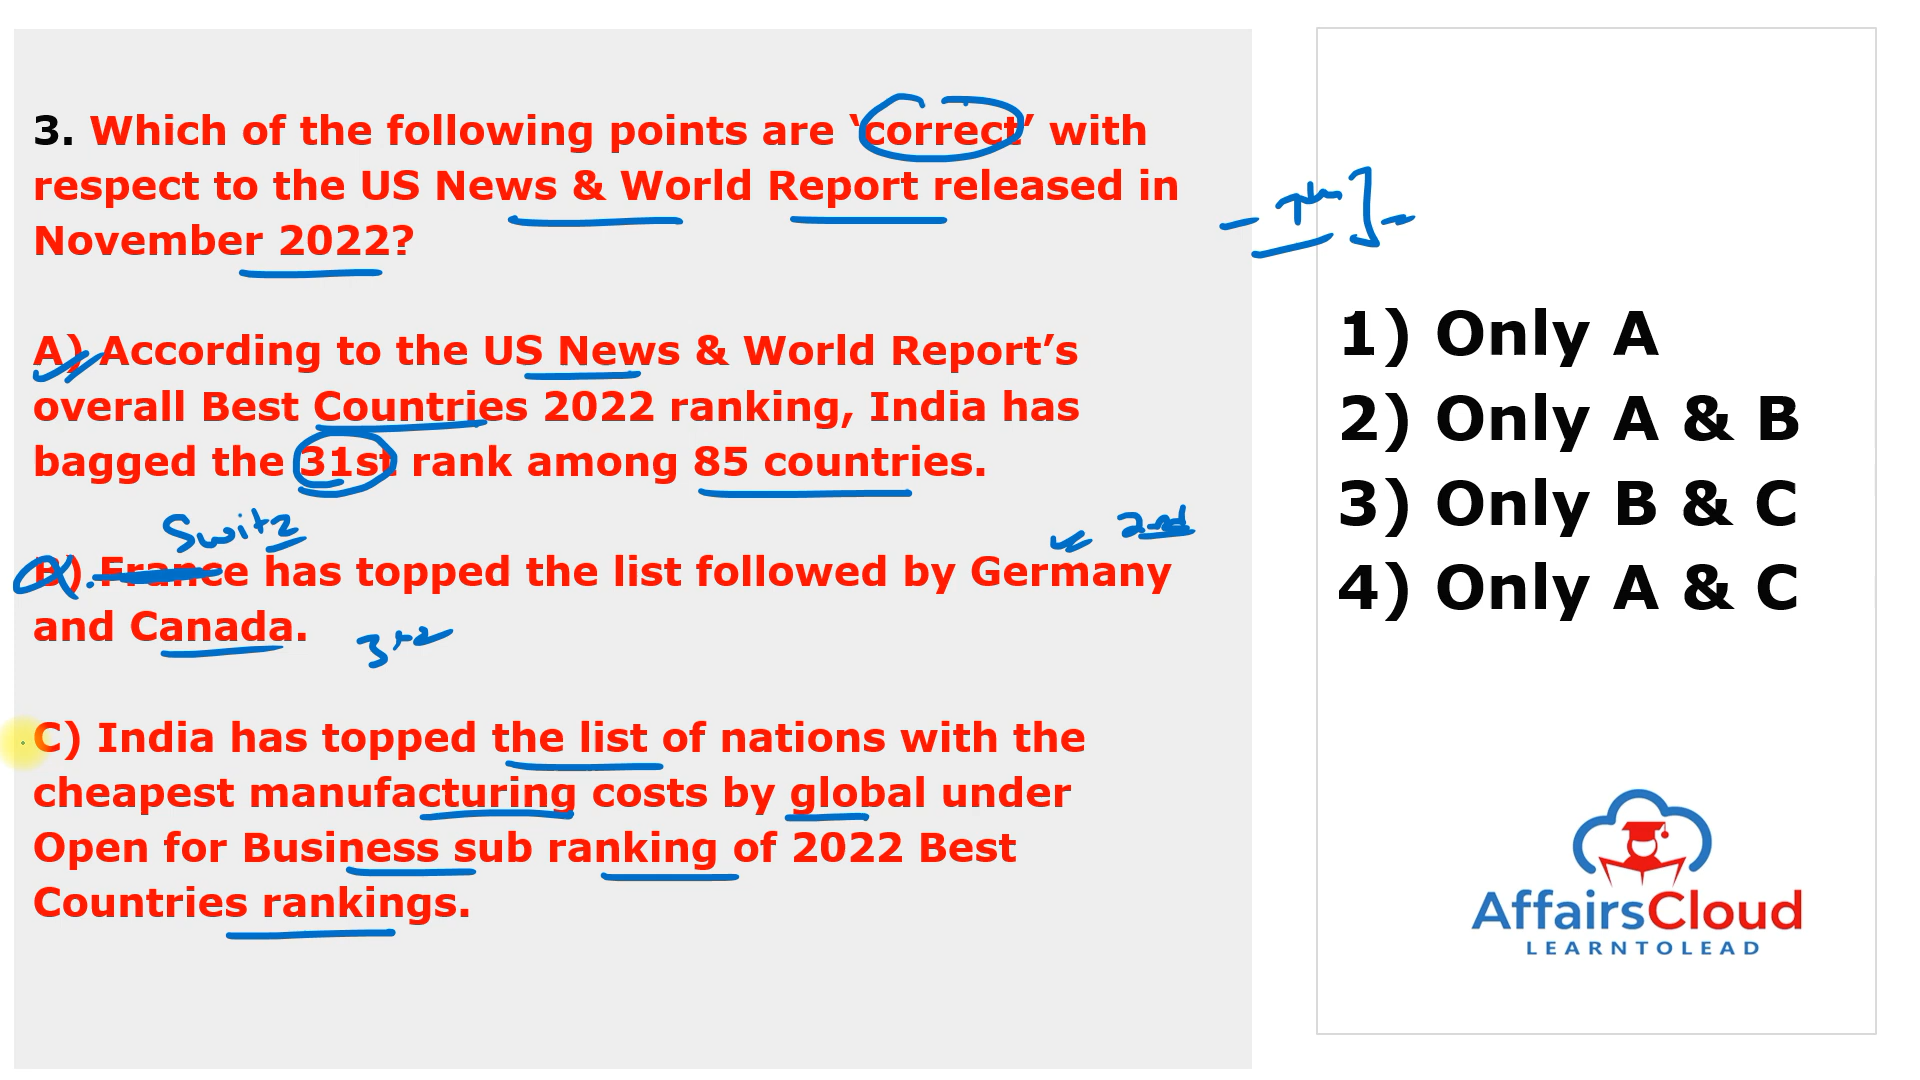 3. Which of the following points are ‘correct’ with
respect to the US News & World Report released in
November 2022?
A) According to the US News & World Report’s
overall Best Countries 2022 ranking, India has
bagged the 31st rank among 85 countries.
Switz
2nd
B) France has topped the list followed by Germany
and Canada.
3rd
C) India has topped the list of nations with the
cheapest manufacturing costs by global under
Open for Business sub ranking of 2022 Best
Countries rankings.
1) Only A
2) Only A & B
3) Only B & C
4) Only A & C
AffairsCloud
LEARNTOLEAD